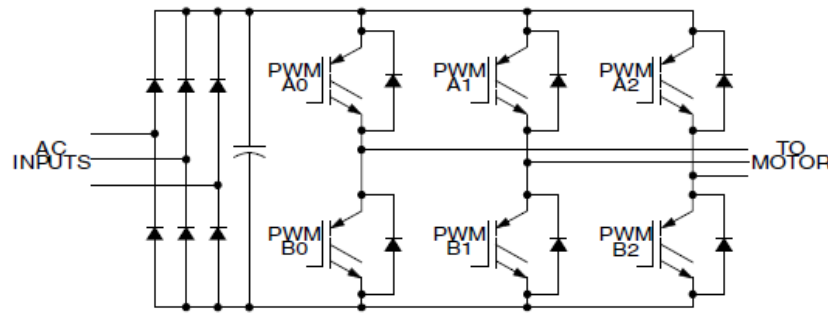 PWM
A0
PWM
A1
PWM
A2
AC
INPUTS
TO
MOTOR
PWM
B0
PWM
B1
PWM
B2